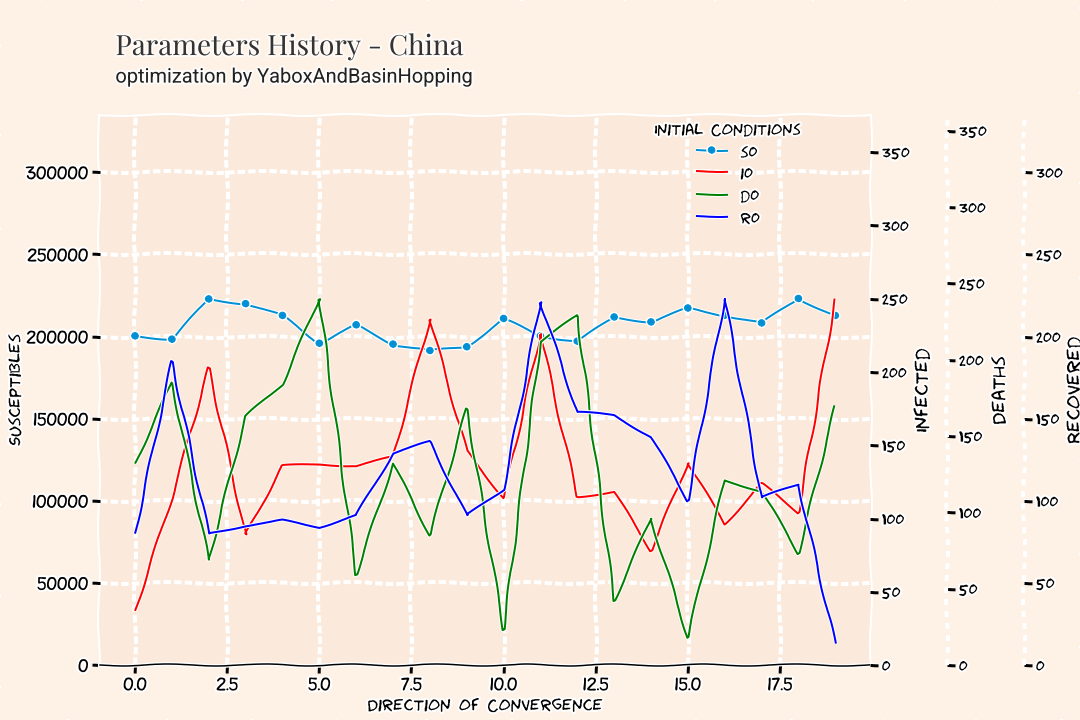 Parameters History - China
optimization by YaboxAndBasinHopping
INITIAL CONDITIONS
S0
I0
D0
R0
300000
250000
200000
150000
100000
50000
0
SUSCEPTIBLES
0.0 2.5 5.0 7.5 10.0 12.5 15.0 17.5
DIRECTION OF CONVERGENCE
350
300
250
200
150
100
50
0
INFECTED
350
300
250
200
150
100
50
0
DEATHS
300
250
200
150
100
50
0
RECOVERED